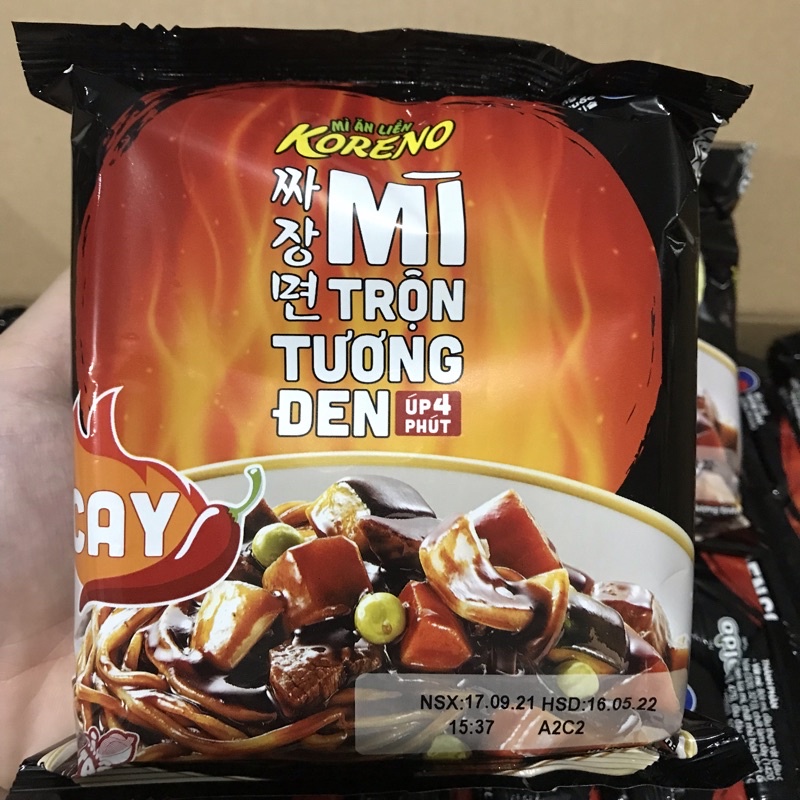 MÌ ĂN LIỀN
KORENO
짜장면
MÌ
TRỘN
TƯƠNG
ĐEN
ÚP 4
PHÚT
CAY
NSX:17.09.21 HSD:16.05.22
15:37 A2C2